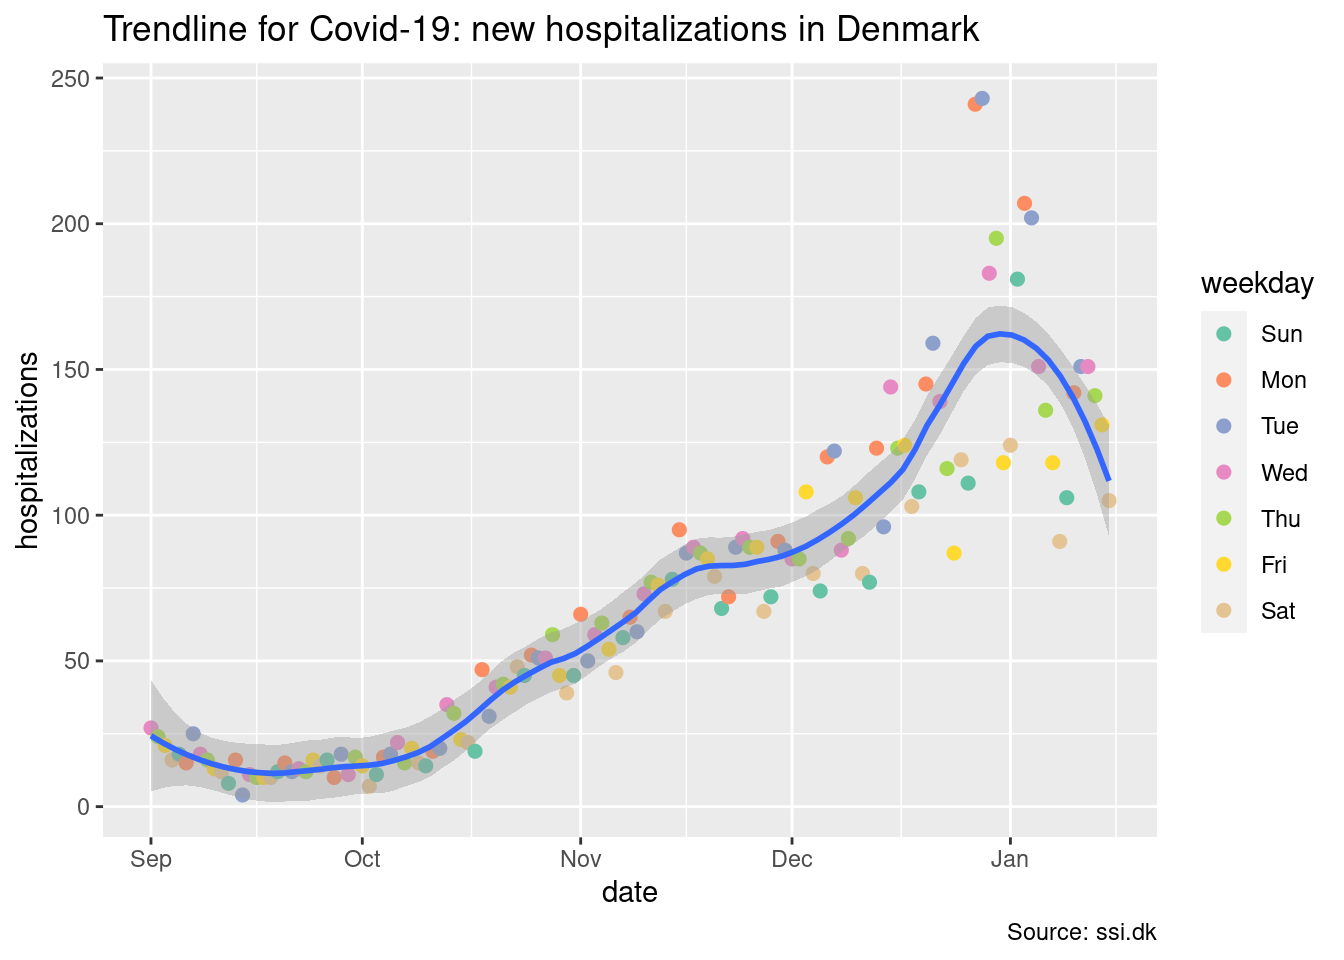 Trendline for Covid-19: new hospitalizations in Denmark
250
200
150
100
50
0
hospitalizations
Sep Oct Nov Dec Jan
date
weekday
Sun
Mon
Tue
Wed
Thu
Fri
Sat
Source: ssi.dk